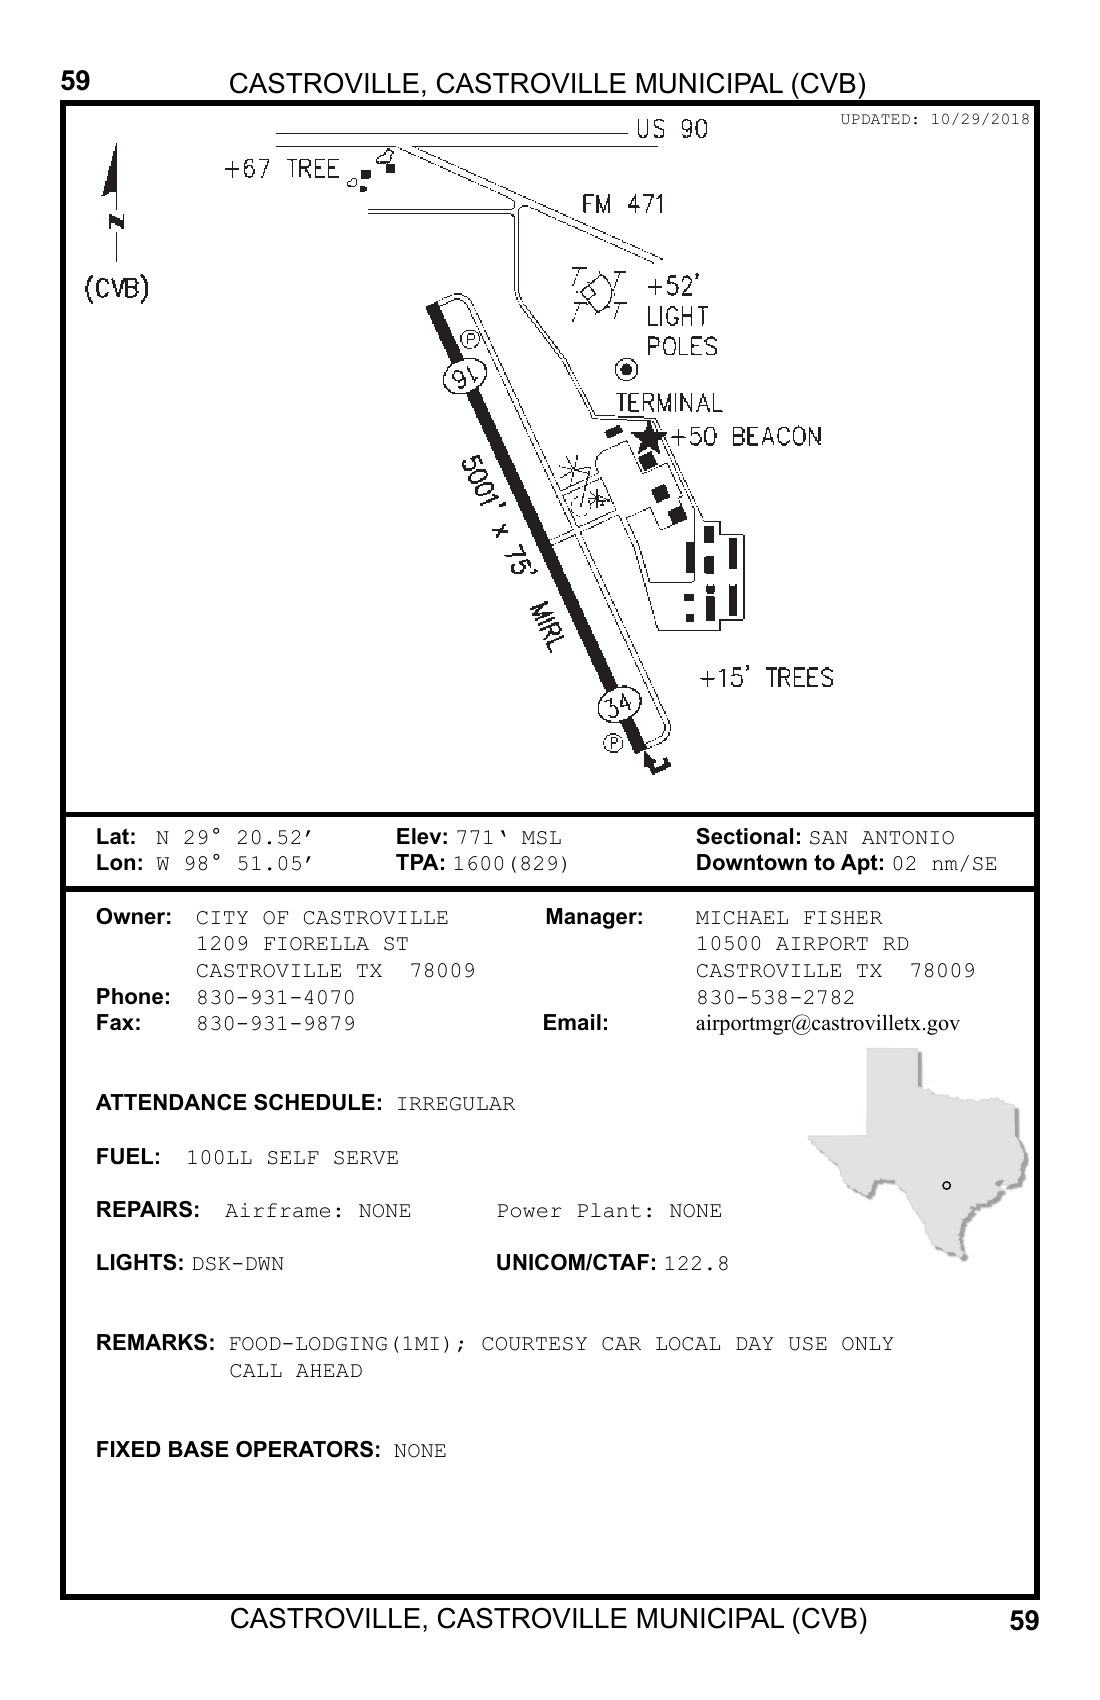 59 CASTROVILLE, CASTROVILLE MUNICIPAL (CVB)
UPDATED: 10/29/2018
US 90
+67 TREE
FM 471
N
(CVB)
+52'
LIGHT
POLES
P
16
TERMINAL
+50 BEACON
5001' x 75' MIRL
+15' TREES
34
P
L
Lat: N 29° 20.52’ Elev: 771‘ MSL Sectional: SAN ANTONIO
Lon: W 98° 51.05’ TPA: 1600(829) Downtown to Apt: 02 nm/SE
Owner: CITY OF CASTROVILLE Manager: MICHAEL FISHER
1209 FIORELLA ST 10500 AIRPORT RD
CASTROVILLE TX 78009 CASTROVILLE TX 78009
Phone: 830-931-4070 830-538-2782
Fax: 830-931-9879 Email: airportmgr@castrovilletx.gov
ATTENDANCE SCHEDULE: IRREGULAR
FUEL: 100LL SELF SERVE
REPAIRS: Airframe: NONE Power Plant: NONE
LIGHTS: DSK-DWN UNICOM/CTAF: 122.8
REMARKS: FOOD-LODGING(1MI); COURTESY CAR LOCAL DAY USE ONLY
CALL AHEAD
FIXED BASE OPERATORS: NONE
CASTROVILLE, CASTROVILLE MUNICIPAL (CVB) 59